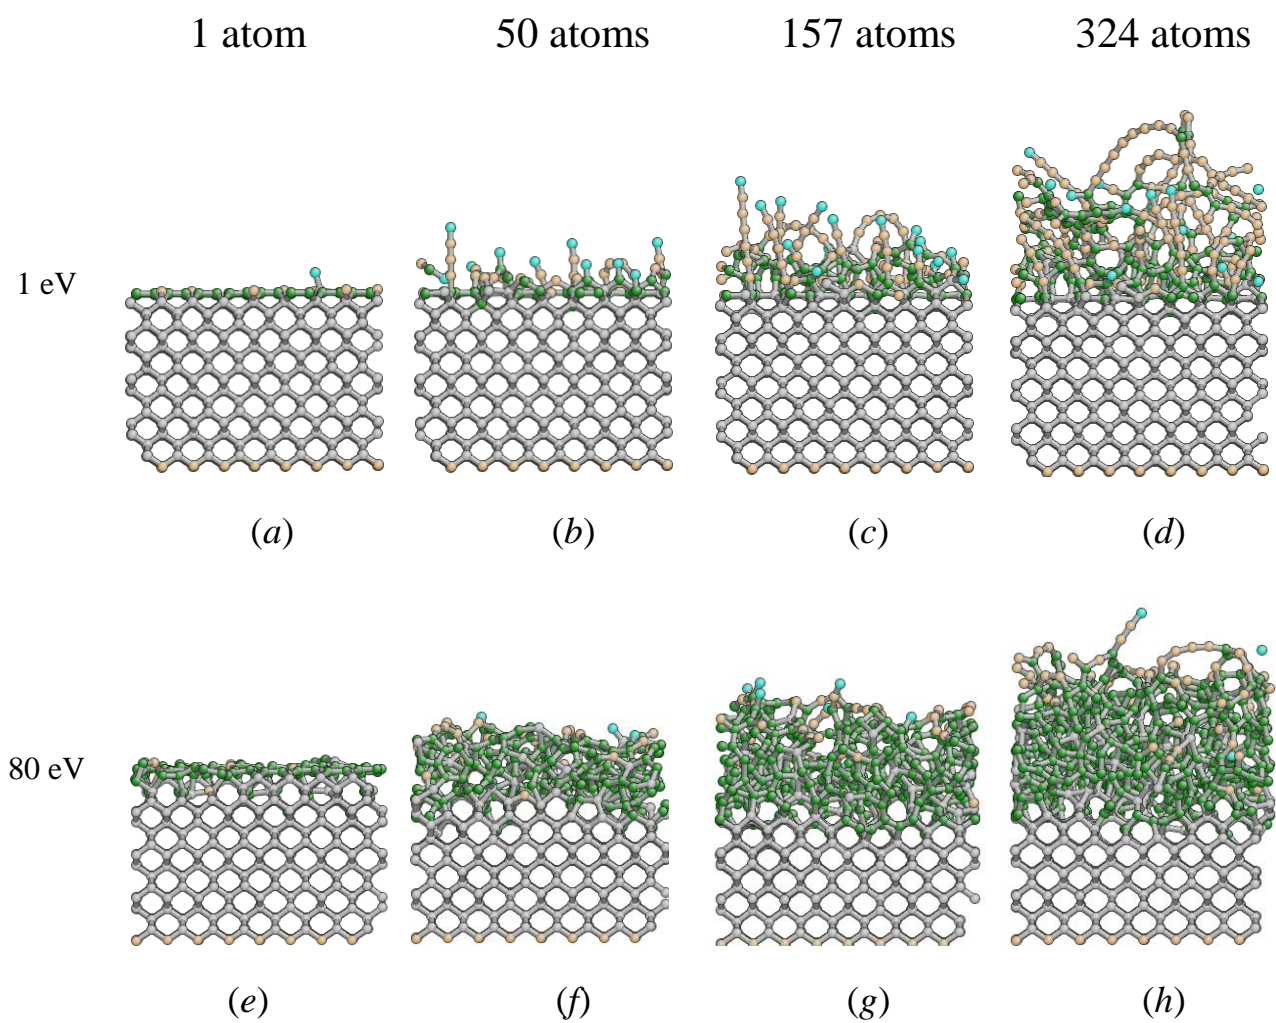 1 atom 50 atoms 157 atoms 324 atoms
1 eV
(a) (b) (c) (d)
80 eV
(e) (f) (g) (h)